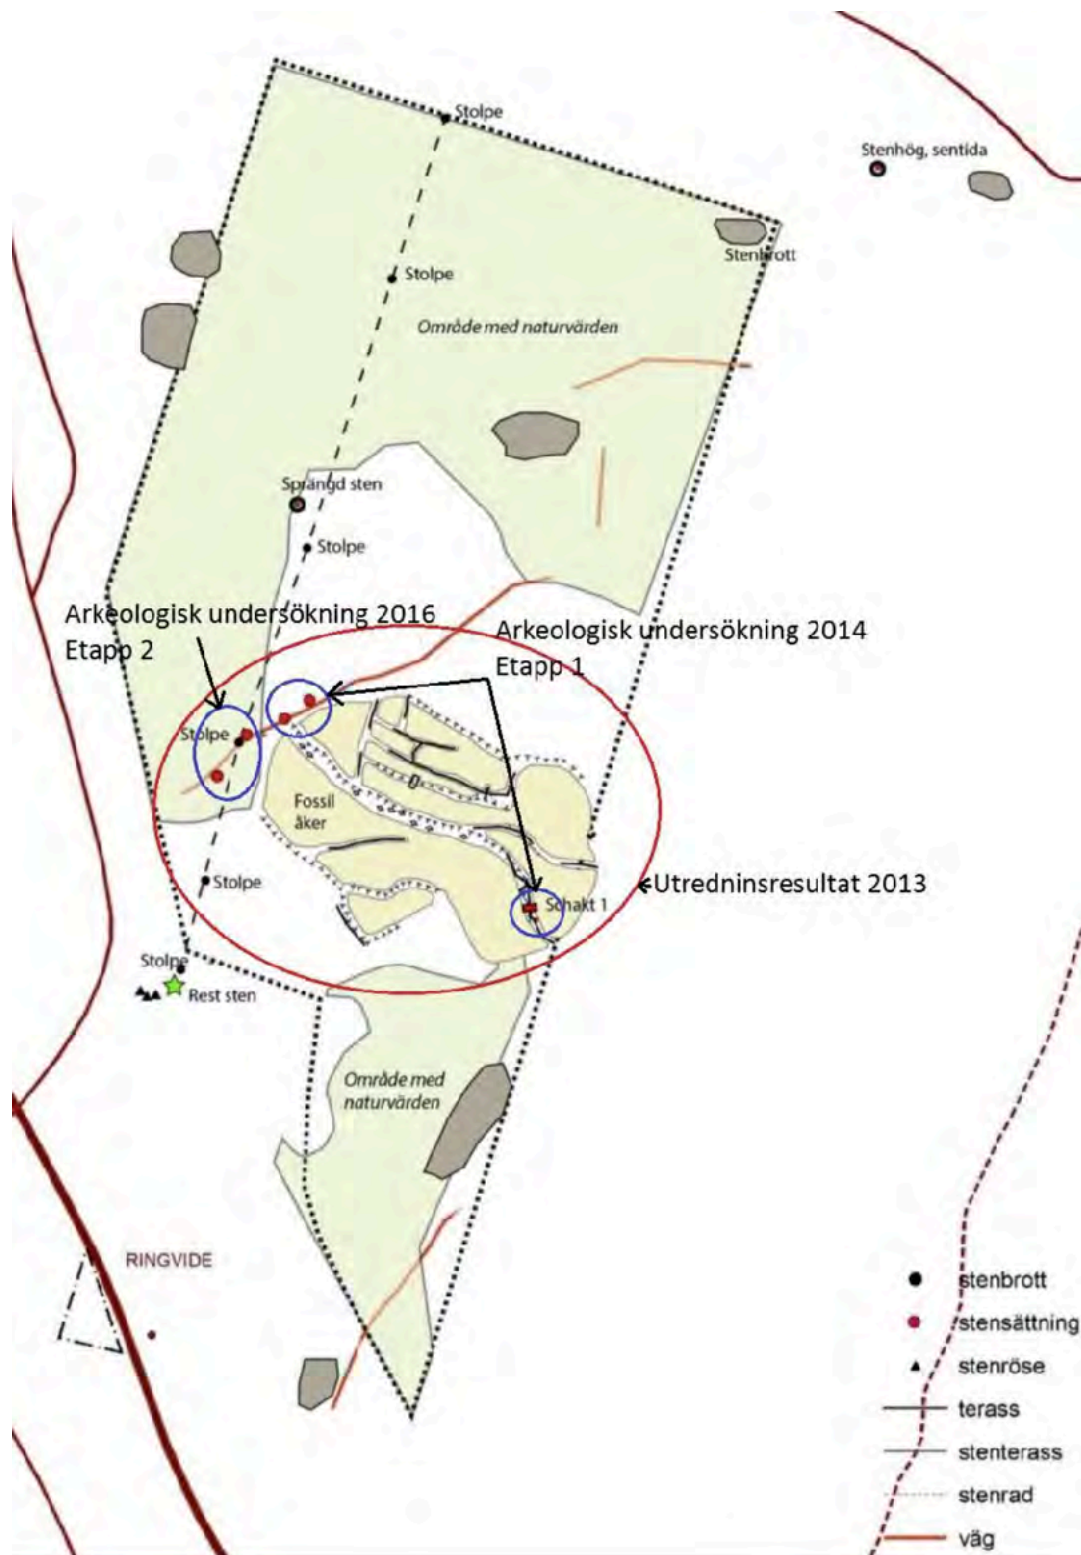 Stolpe
Stenhög, sentida
Stenbrott
Stolpe
Område med naturvärden
Sprängd sten
Stolpe
Arkeologisk undersökning 2016
Etapp 2
Arkeologisk undersökning 2014
Etapp 1
Stolpe
Fossil
åker
Stolpe
Utredninsresultat 2013
Schakt 1
Stolpe
Rest sten
Område med
naturvärden
RINGVIDE
stenbrott
stensättning
stenröse
terass
stenterass
stenrad
väg